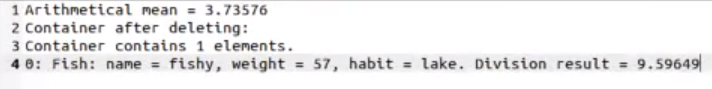 1 Arithmetical mean = 3.73576
2 Container after deleting:
3 Container contains 1 elements.
4 0: Fish: name = fishy, weight = 57, habit = lake. Division result = 9.59649